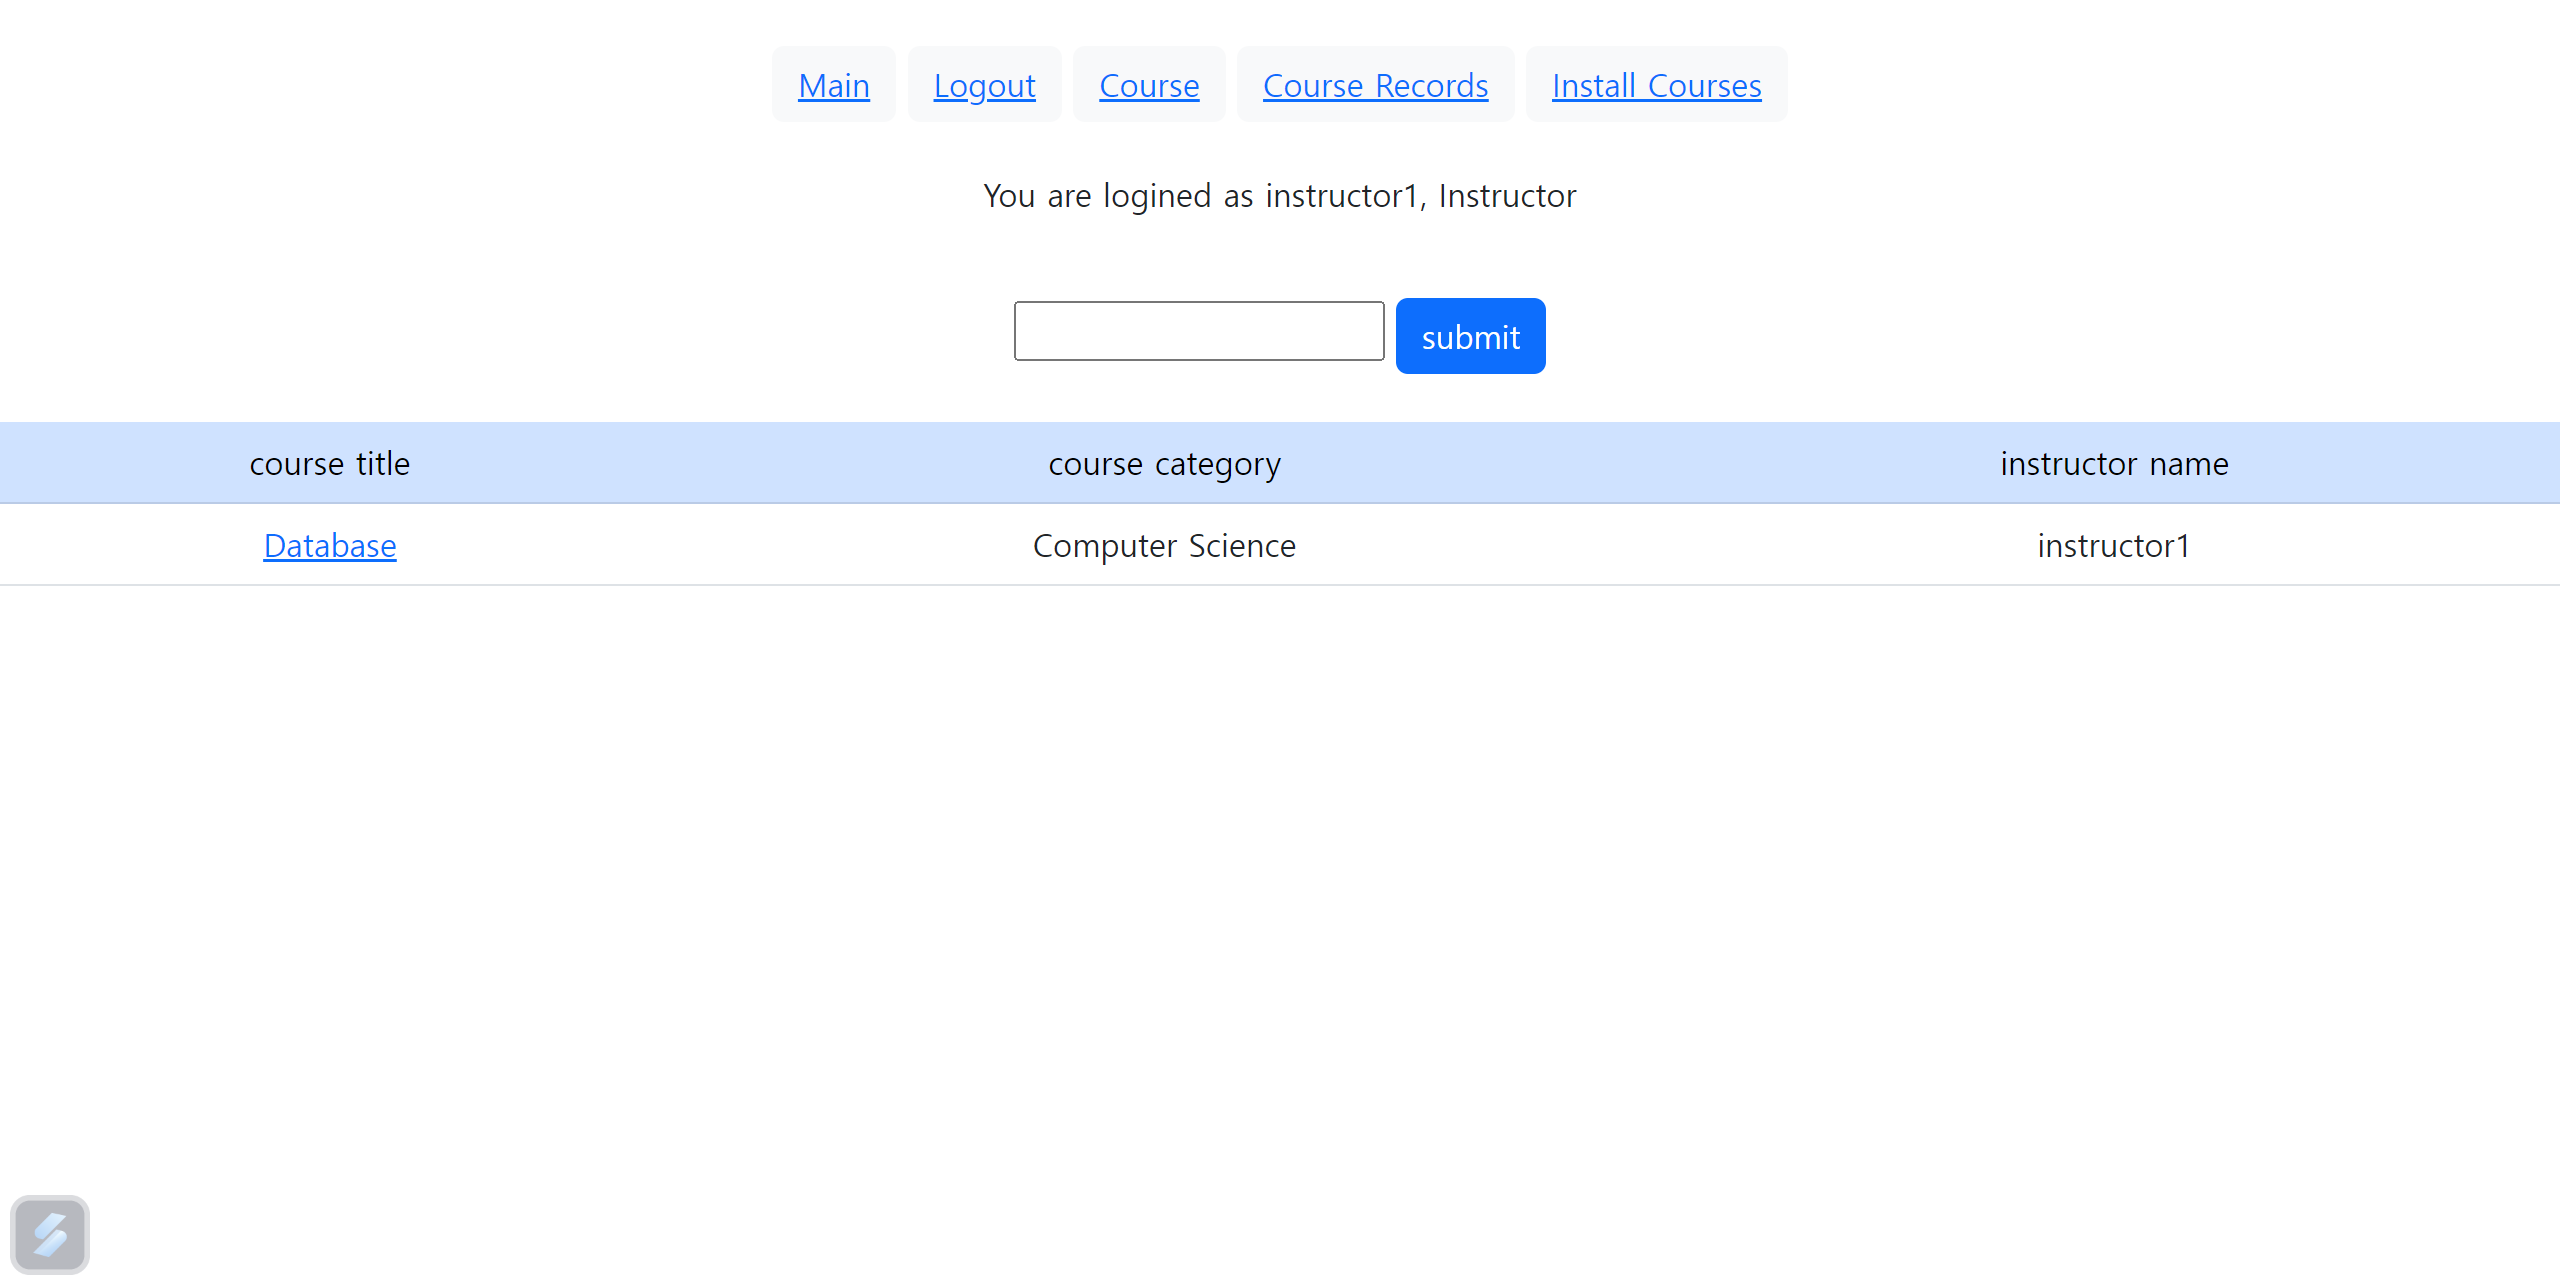 Main Logout Course Course Records Install Courses
You are logined as instructor1, Instructor
submit
course title course category instructor name
Database Computer Science instructor1